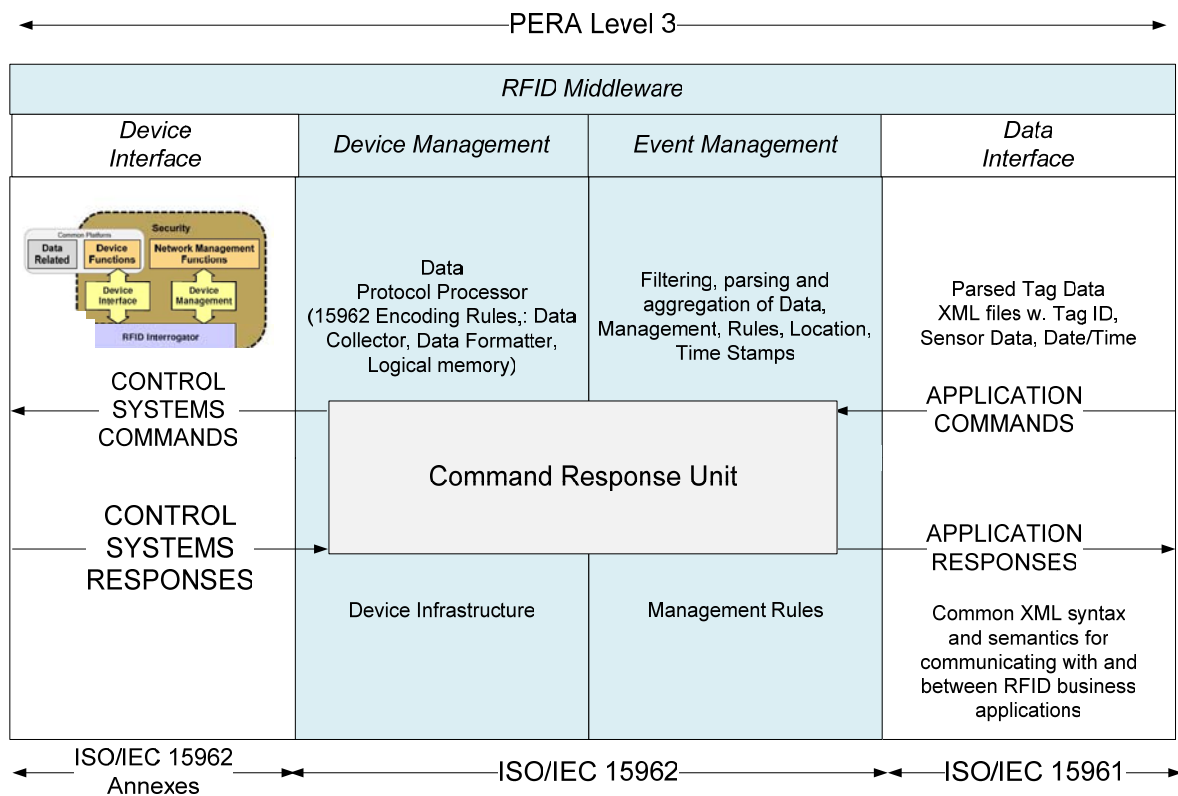 PERA Level 3
RFID Middleware
Device
Interface
Device Management
Event Management
Data
Interface
Security
Common Platform
Data
Related
Device
Functions
Network Management
Functions
Device
Interface
Device
Management
RFID Interrogator
Data
Protocol Processor
(15962 Encoding Rules,: Data
Collector, Data Formatter,
Logical memory)
Filtering, parsing and
aggregation of Data,
Management, Rules, Location,
Time Stamps
Parsed Tag Data
XML files w. Tag ID,
Sensor Data, Date/Time
CONTROL
SYSTEMS
COMMANDS
APPLICATION
COMMANDS
Command Response Unit
CONTROL
SYSTEMS
RESPONSES
APPLICATION
RESPONSES
Device Infrastructure
Management Rules
Common XML syntax
and semantics for
communicating with and
between RFID business
applications
ISO/IEC 15962
Annexes
ISO/IEC 15962
ISO/IEC 15961